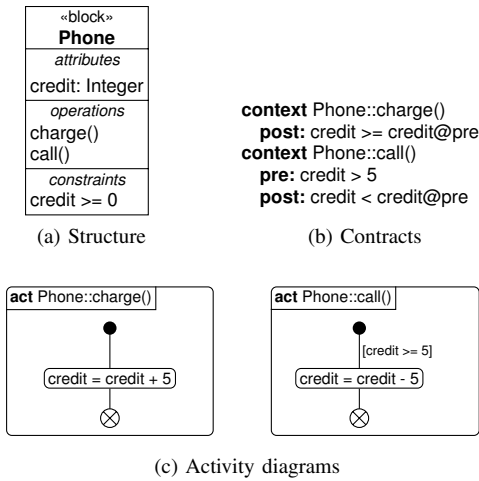 «block»
Phone
attributes
credit: Integer
operations
charge()
call()
constraints
credit >= 0
(a) Structure
context Phone::charge()
post: credit >= credit@pre
context Phone::call()
pre: credit > 5
post: credit < credit@pre
(b) Contracts
act Phone::charge()
credit = credit + 5
act Phone::call()
[credit >= 5]
credit = credit - 5
(c) Activity diagrams